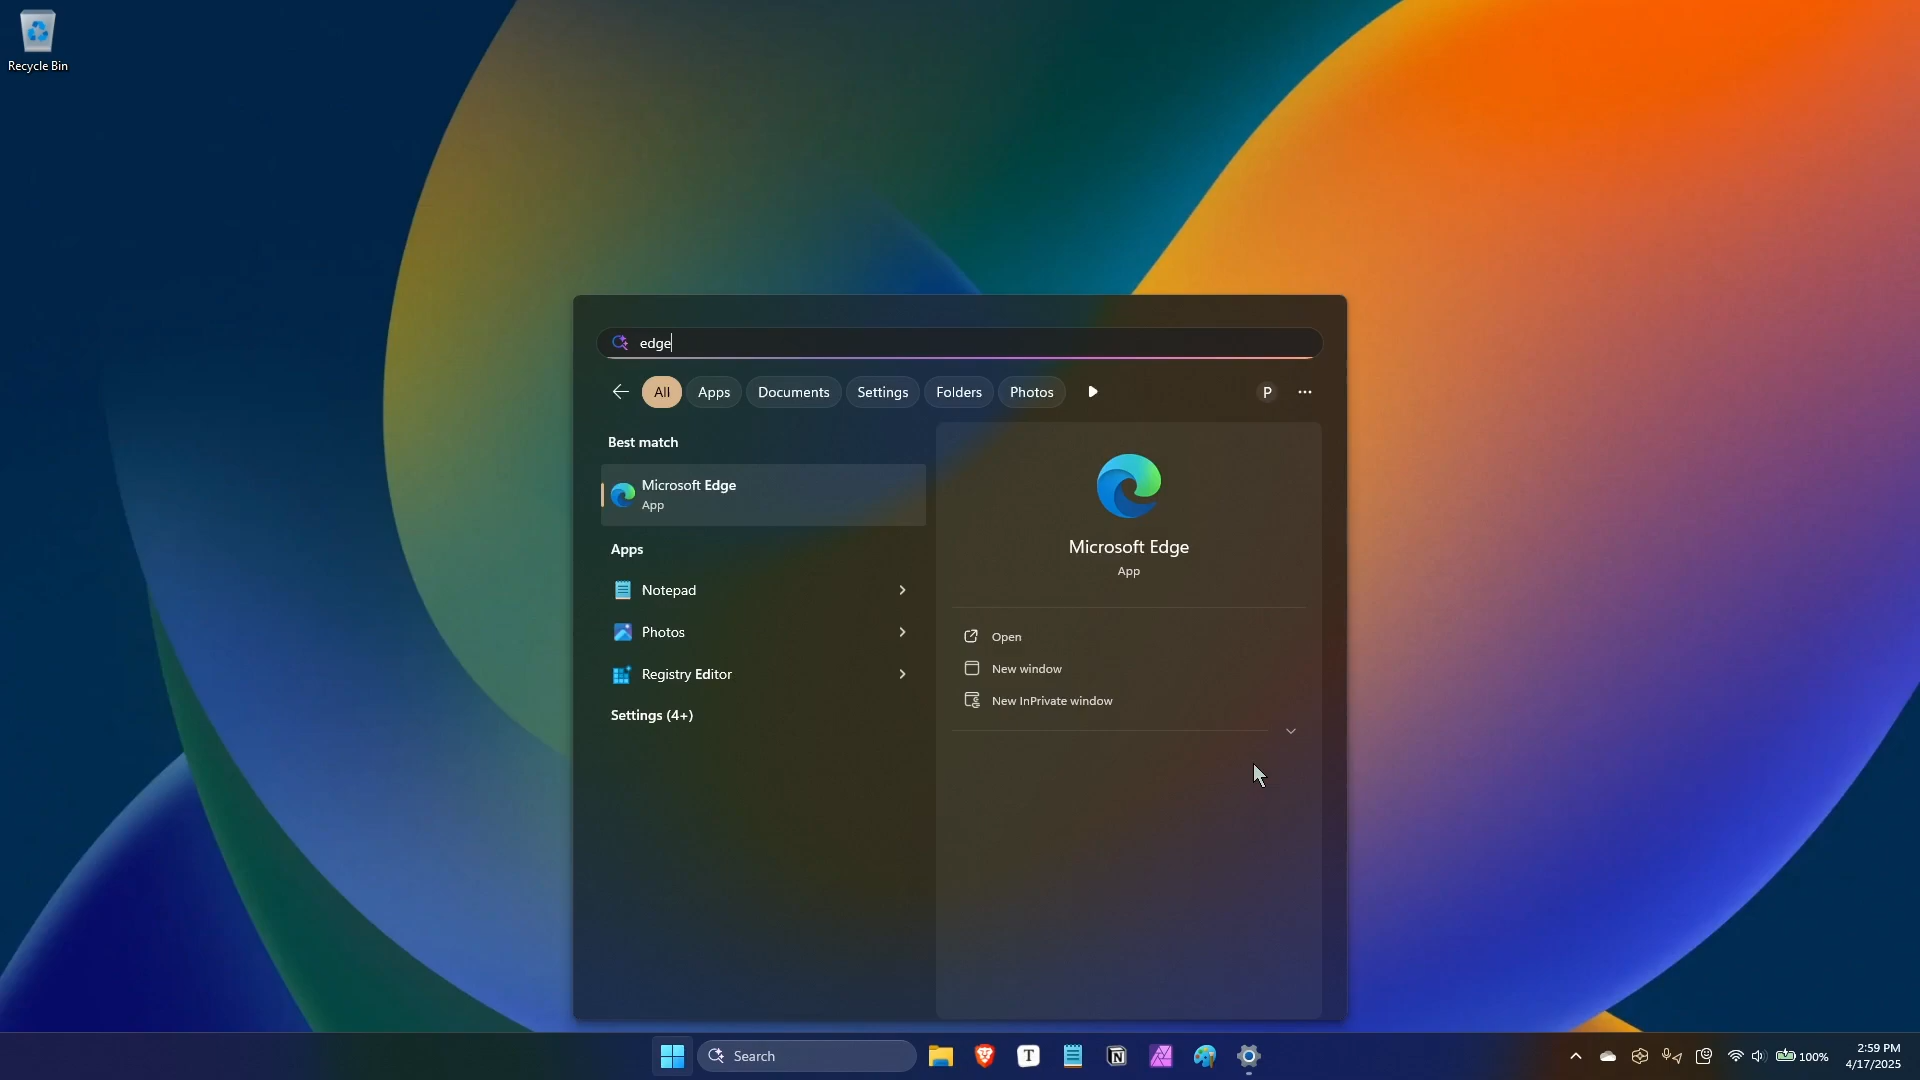 Recycle Bin
edge
All
Apps
Documents
Settings
Folders
Photos
P
Best match
Microsoft Edge
App
Apps
Notepad
Photos
Registry Editor
Settings (4+)
Microsoft Edge
App
Open
New window
New InPrivate window
Search
T
N
100%
2:59 PM
4/17/2025